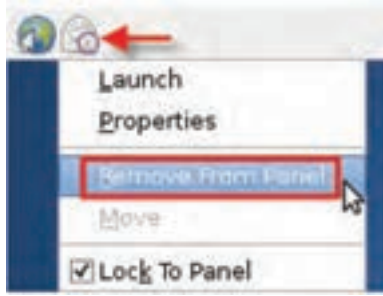 Launch
Properties
Remove From Panel
Move
Lock To Panel